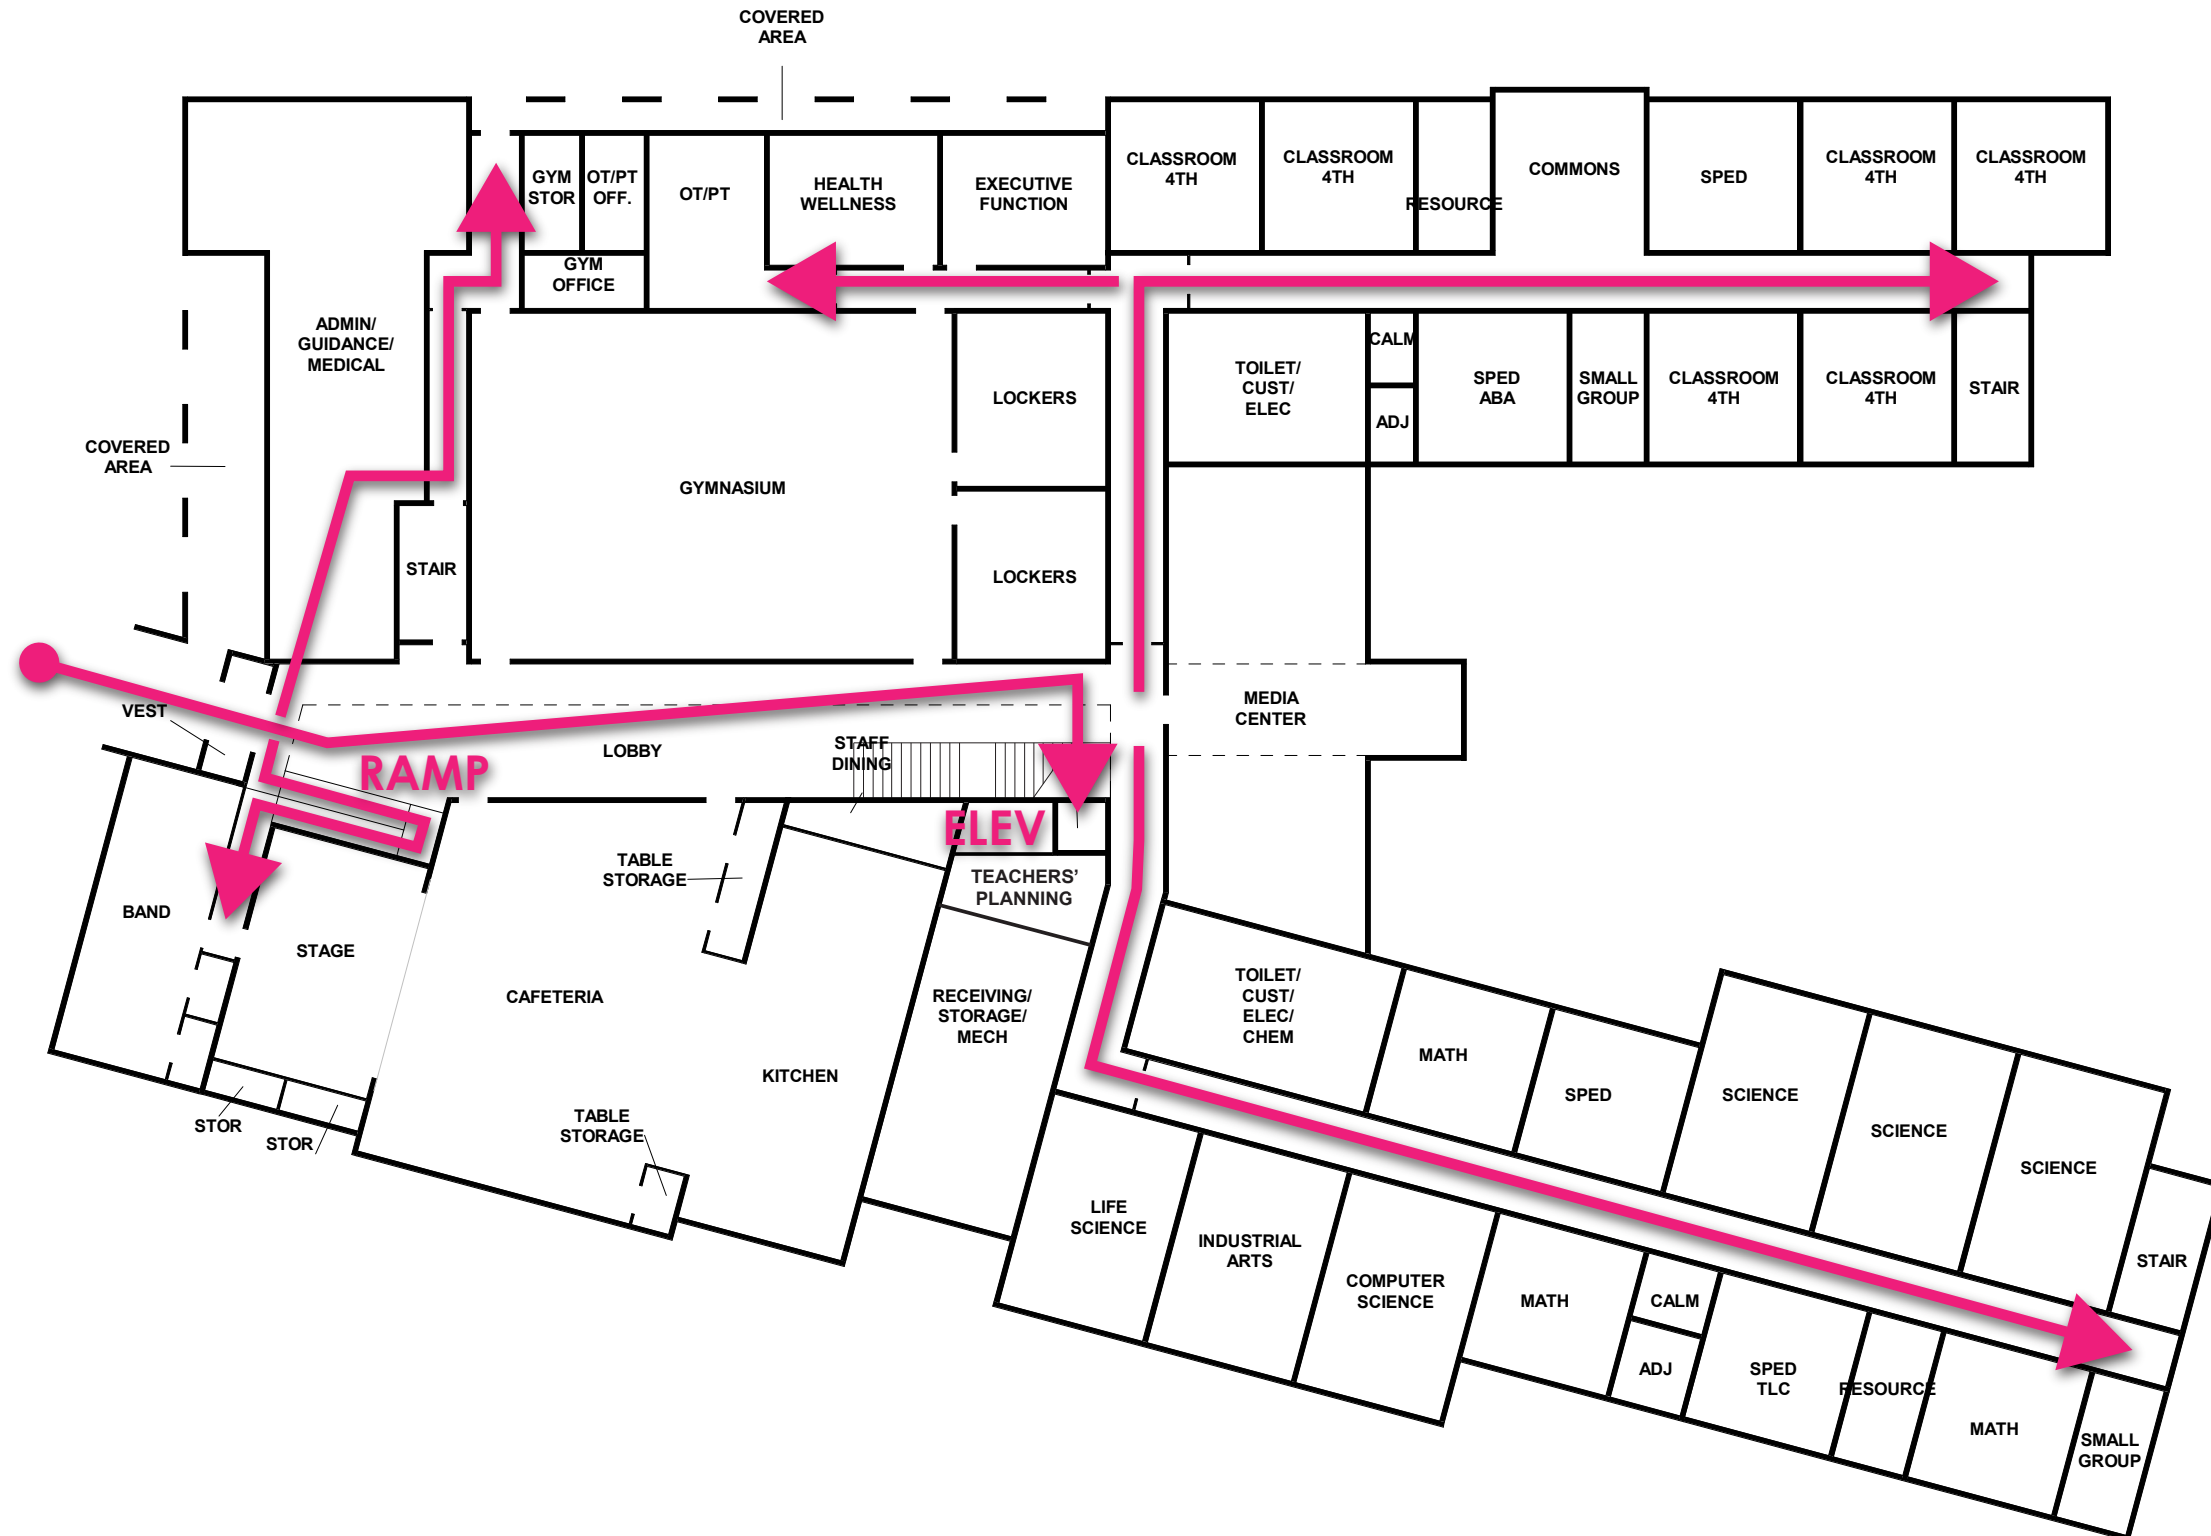 COVERED
AREA
CLASSROOM
4TH
CLASSROOM
4TH
RESOURCE
COMMONS
SPED
CLASSROOM
4TH
CLASSROOM
4TH
GYM
STOR
OT/PT
OFF.
OT/PT
HEALTH
WELLNESS
EXECUTIVE
FUNCTION
GYM
OFFICE
ADMIN/
GUIDANCE/
MEDICAL
TOILET/
CUST/
ELEC
CALM
ADJ
SPED
ABA
SMALL
GROUP
CLASSROOM
4TH
CLASSROOM
4TH
STAIR
LOCKERS
COVERED
AREA
GYMNASIUM
STAIR
LOCKERS
VEST
MEDIA
CENTER
LOBBY
STAFF
DINING
RAMP
ELEV
TABLE
STORAGE
TEACHERS'
PLANNING
BAND
STAGE
CAFETERIA
RECEIVING/
STORAGE/
MECH
TOILET/
CUST/
ELEC/
CHEM
MATH
SPED
SCIENCE
SCIENCE
SCIENCE
KITCHEN
STOR
STOR
TABLE
STORAGE
LIFE
SCIENCE
INDUSTRIAL
ARTS
COMPUTER
SCIENCE
MATH
CALM
ADJ
SPED
TLC
RESOURCE
MATH
SMALL
GROUP
STAIR